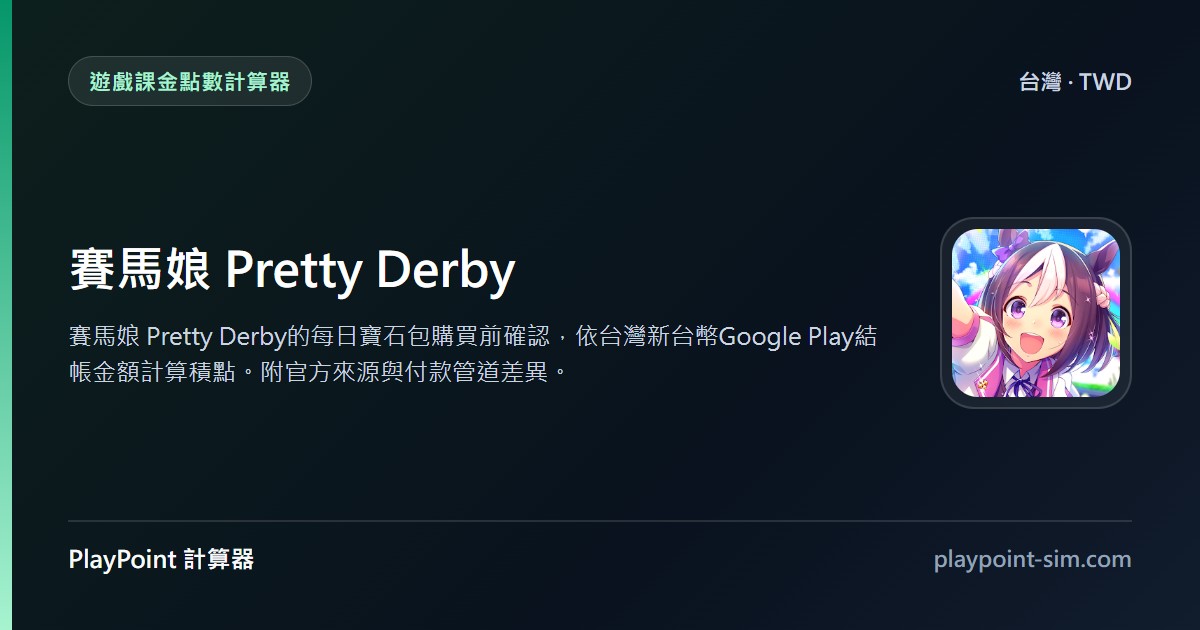 遊戲課金點數計算器
台灣 · TWD
賽馬娘 Pretty Derby
賽馬娘 Pretty Derby的每日寶石包購買前確認，依台灣新台幣Google Play結
帳金額計算積點。附官方來源與付款管道差異。
PlayPoint 計算器
playpoint-sim.com